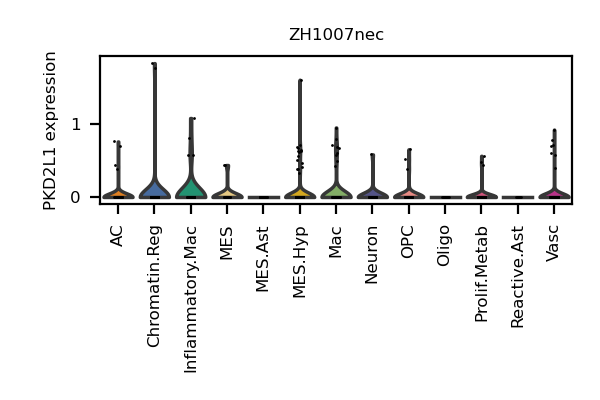 ZH1007nec
PKD2L1 expression
1
0
AC
Chromatin.Reg
Inflammatory.Mac
MES
MES.Ast
MES.Hyp
Mac
Neuron
OPC
Oligo
Prolif.Metab
Reactive.Ast
Vasc